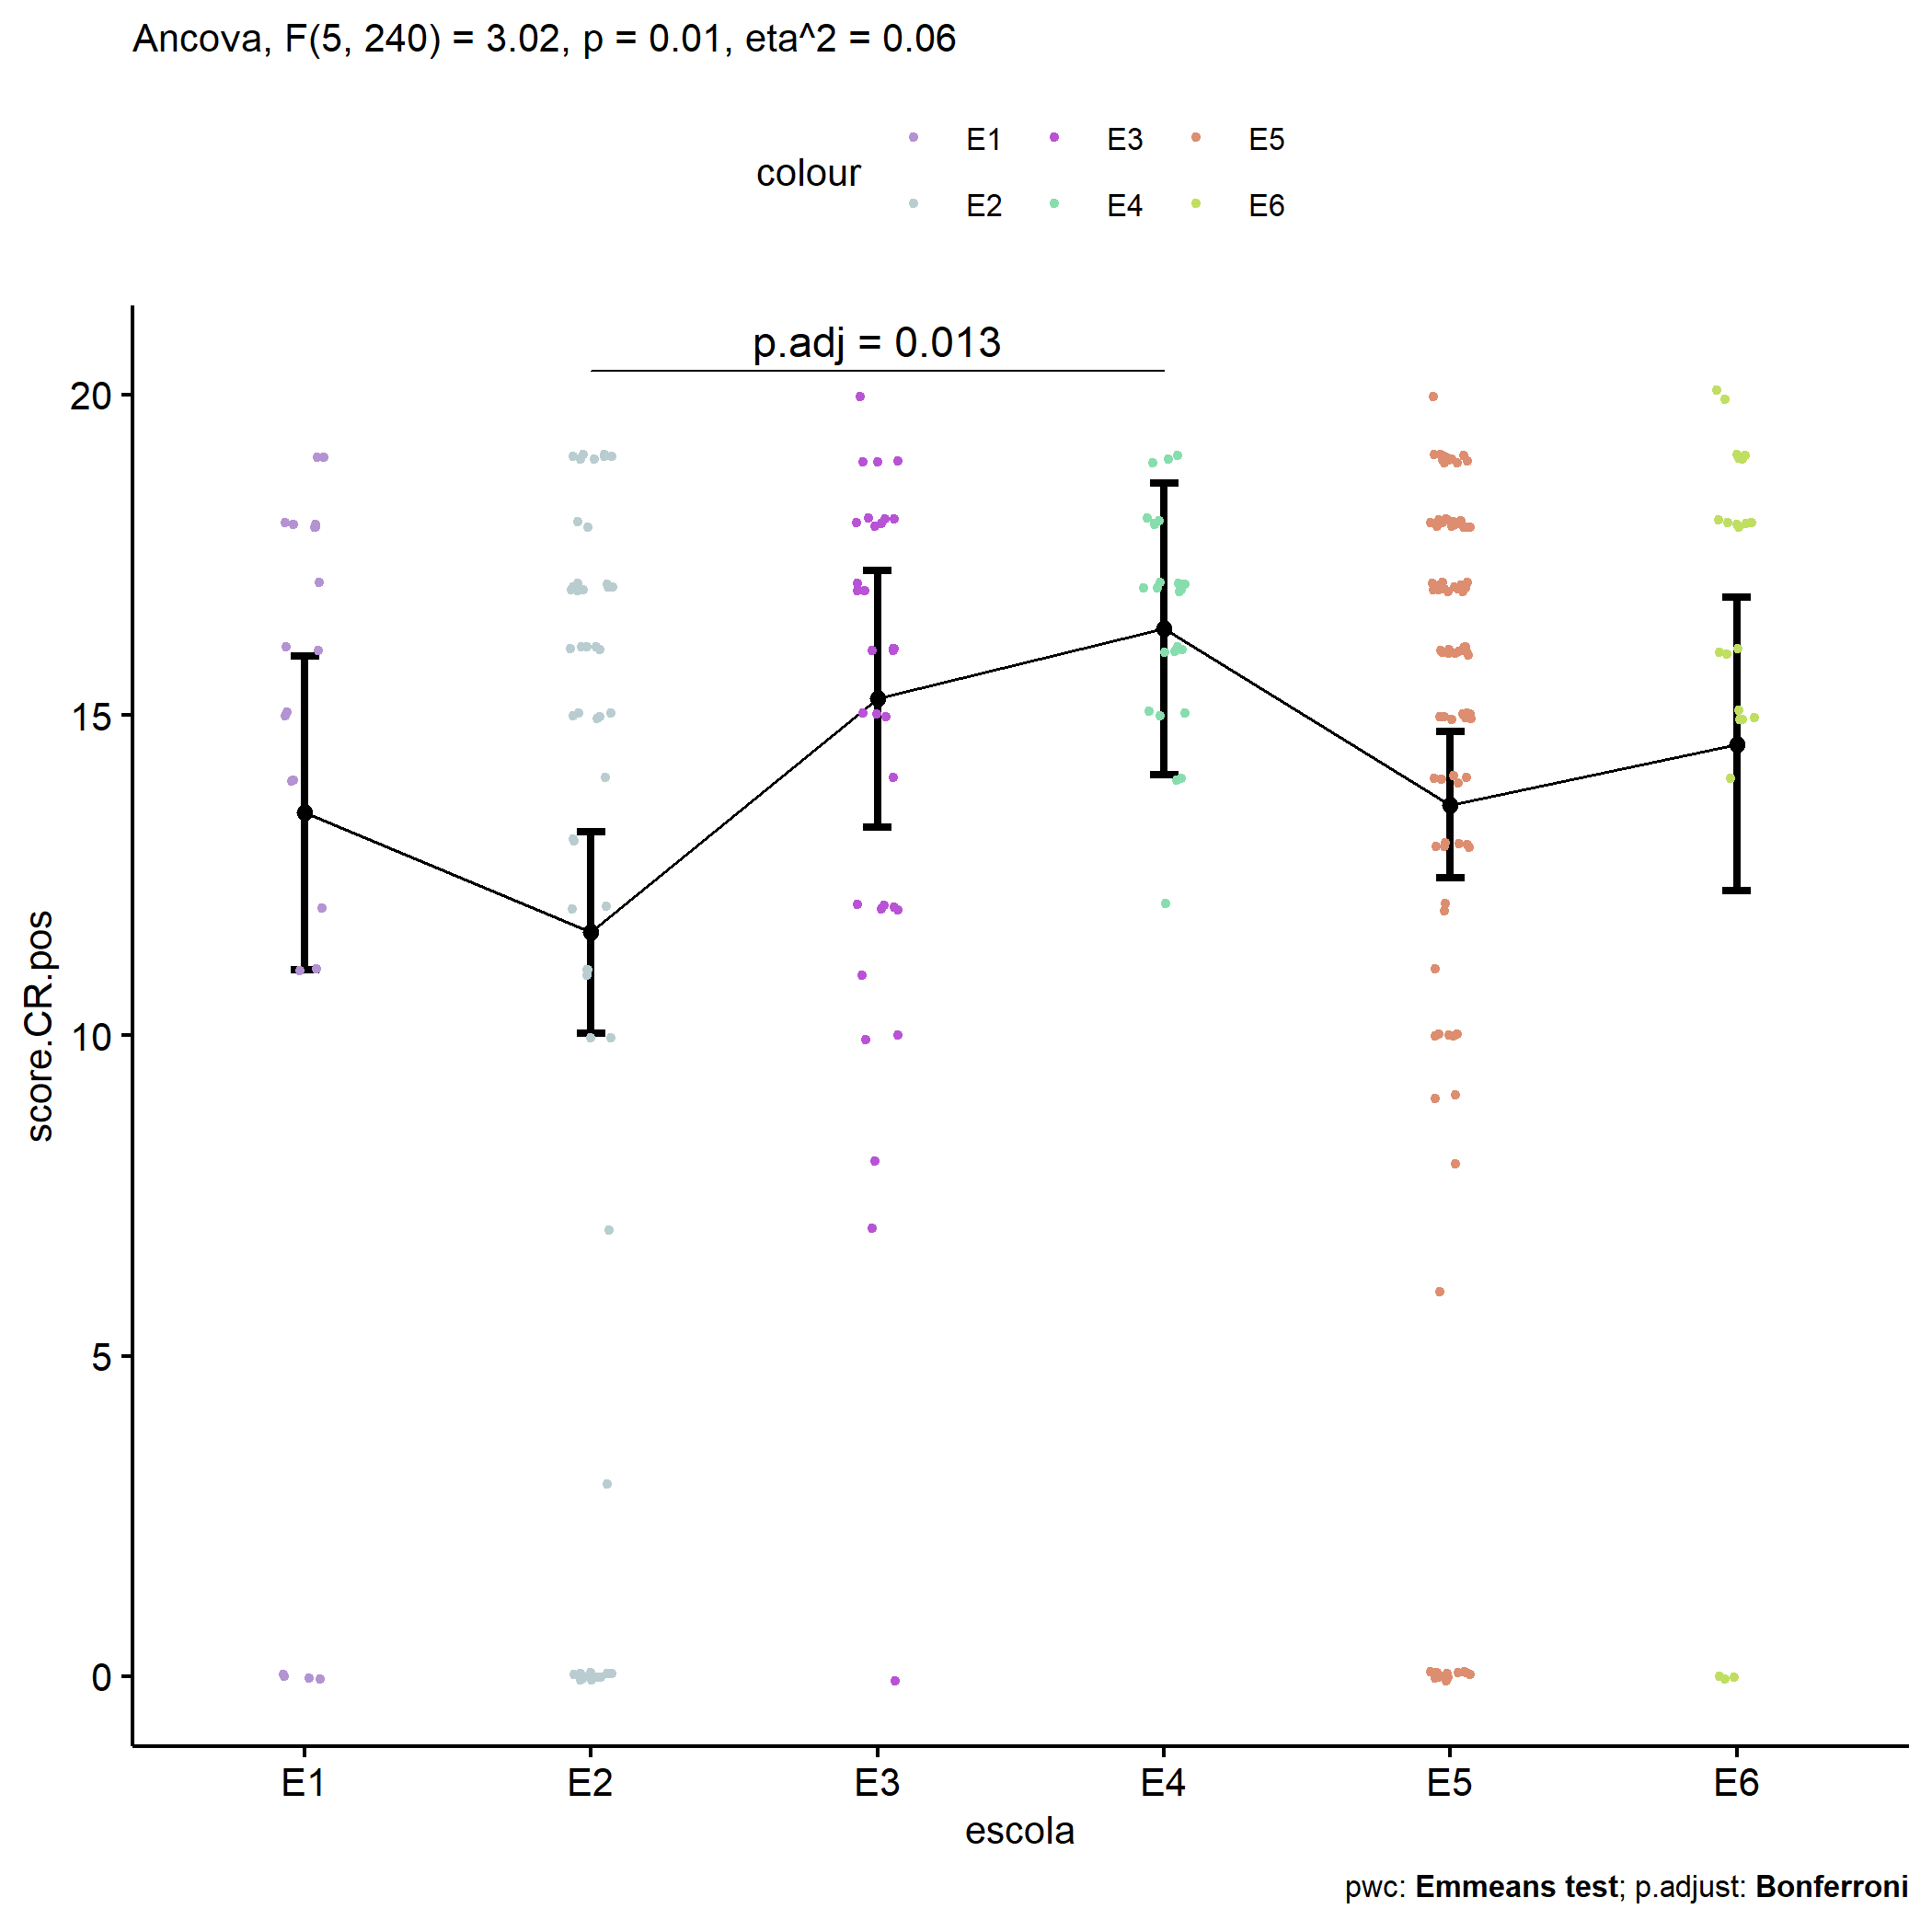 Ancova, F(5, 240) = 3.02, p = 0.01, eta^2 = 0.06
colour
E1
E3
E5
E2
E4
E6
p.adj = 0.013
20
15
10
5
0
score.CR.pos
E1
E2
E3
E4
E5
E6
escola
pwc: Emmeans test; p.adjust: Bonferroni